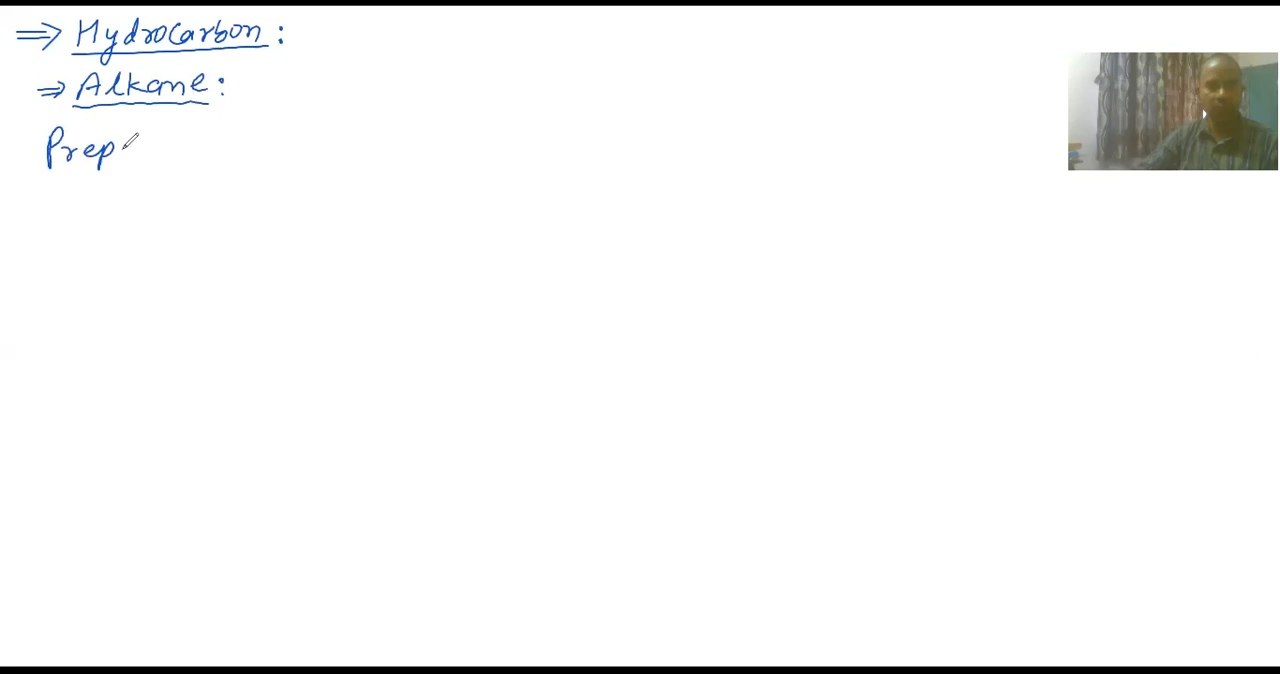 ⇒ Hydrocarbon :
⇒ Alkane :
Prep